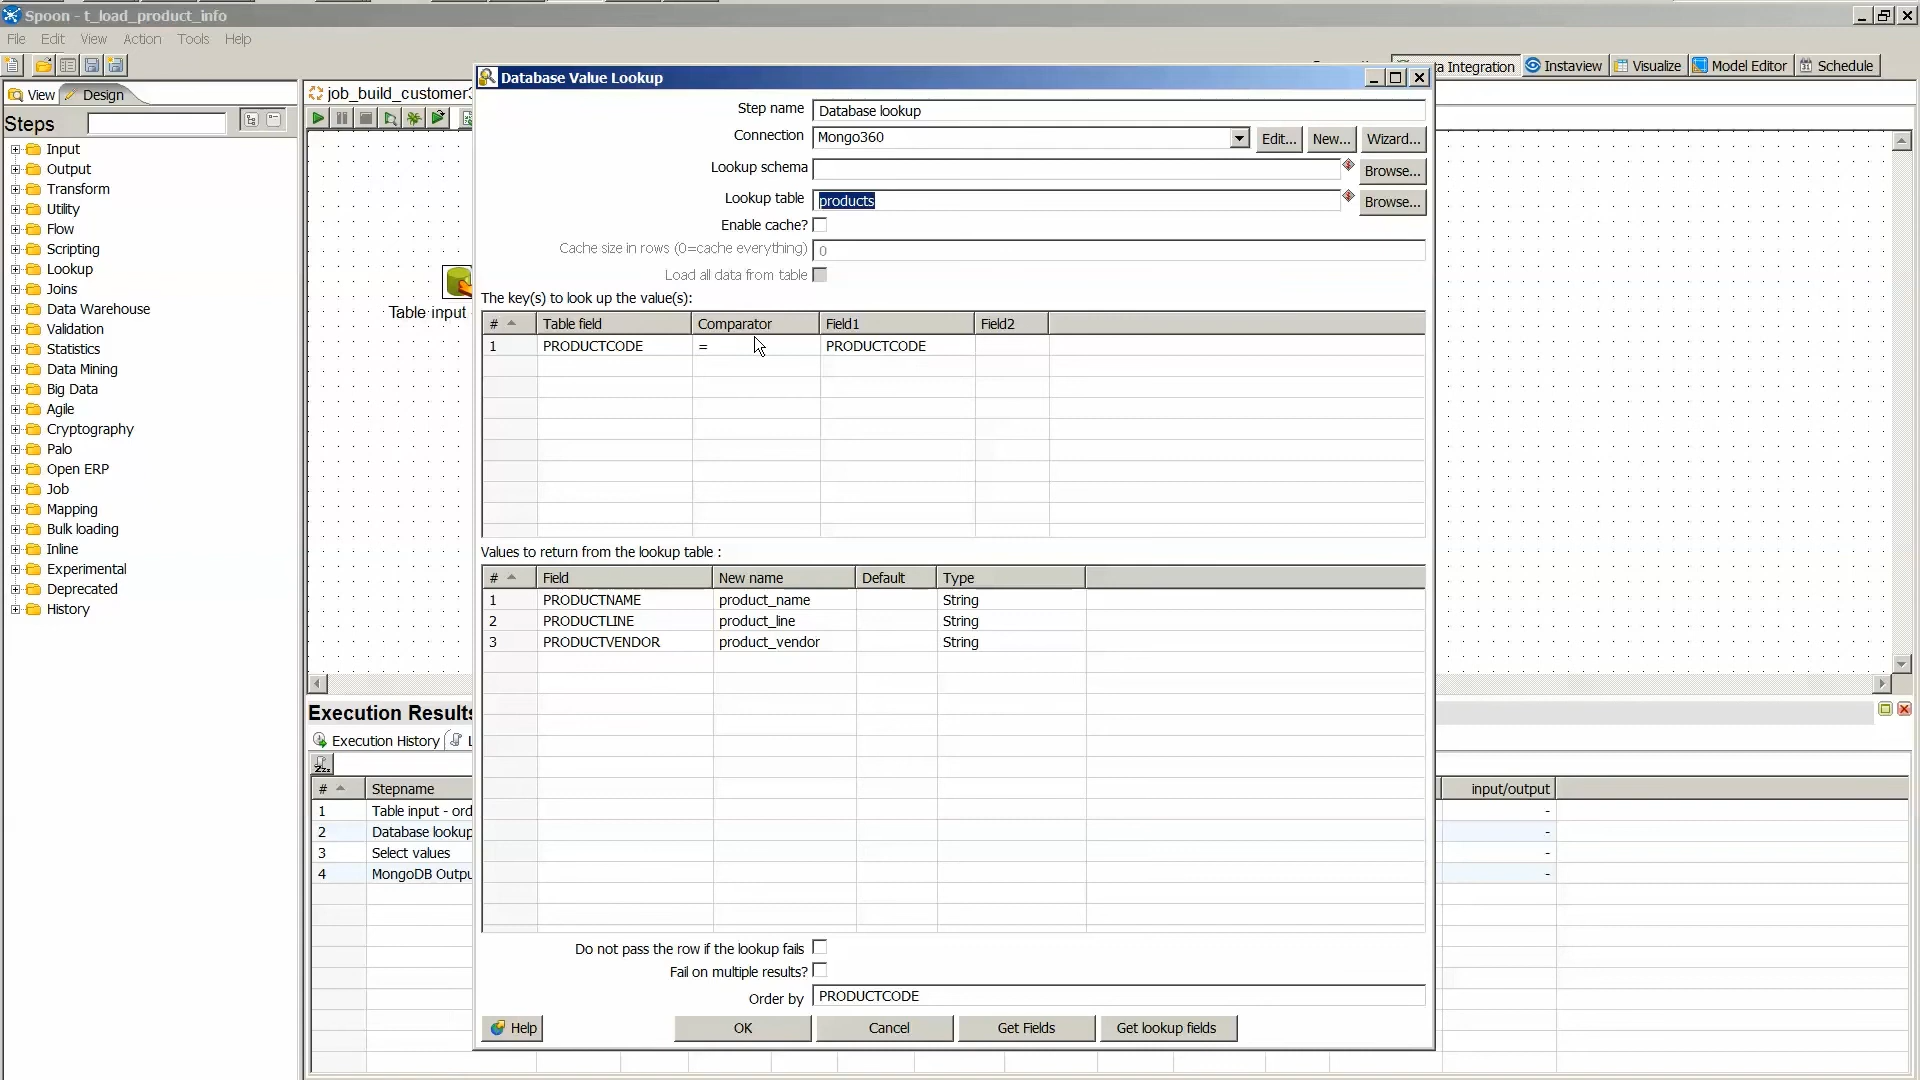 Spoon - t_load_product_info
File Edit View Action Tools Help
Integration Instaview Visualize Model Editor Schedule
View Design
job_build_customer3
Steps
Input
Output
Transform
Utility
Flow
Scripting
Lookup
Joins
Data Warehouse
Validation
Statistics
Data Mining
Big Data
Agile
Cryptography
Palo
Open ERP
Job
Mapping
Bulk loading
Inline
Experimental
Deprecated
History
Table input
Database Value Lookup
Step name Database lookup
Connection Mongo360 Edit... New... Wizard...
Lookup schema Browse...
Lookup table products Browse...
Enable cache?
Cache size in rows (0=cache everything) 0
Load all data from table
The key(s) to look up the value(s):
# Table field Comparator Field1 Field2
1 PRODUCTCODE = PRODUCTCODE
Values to return from the lookup table :
# Field New name Default Type
1 PRODUCTNAME product_name String
2 PRODUCTLINE product_line String
3 PRODUCTVENDOR product_vendor String
Do not pass the row if the lookup fails
Fail on multiple results?
Order by PRODUCTCODE
Help OK Cancel Get Fields Get lookup fields
Execution Results
Execution History L
# Stepname input/output
1 Table input - ord -
2 Database lookup -
3 Select values -
4 MongoDB Outpu -